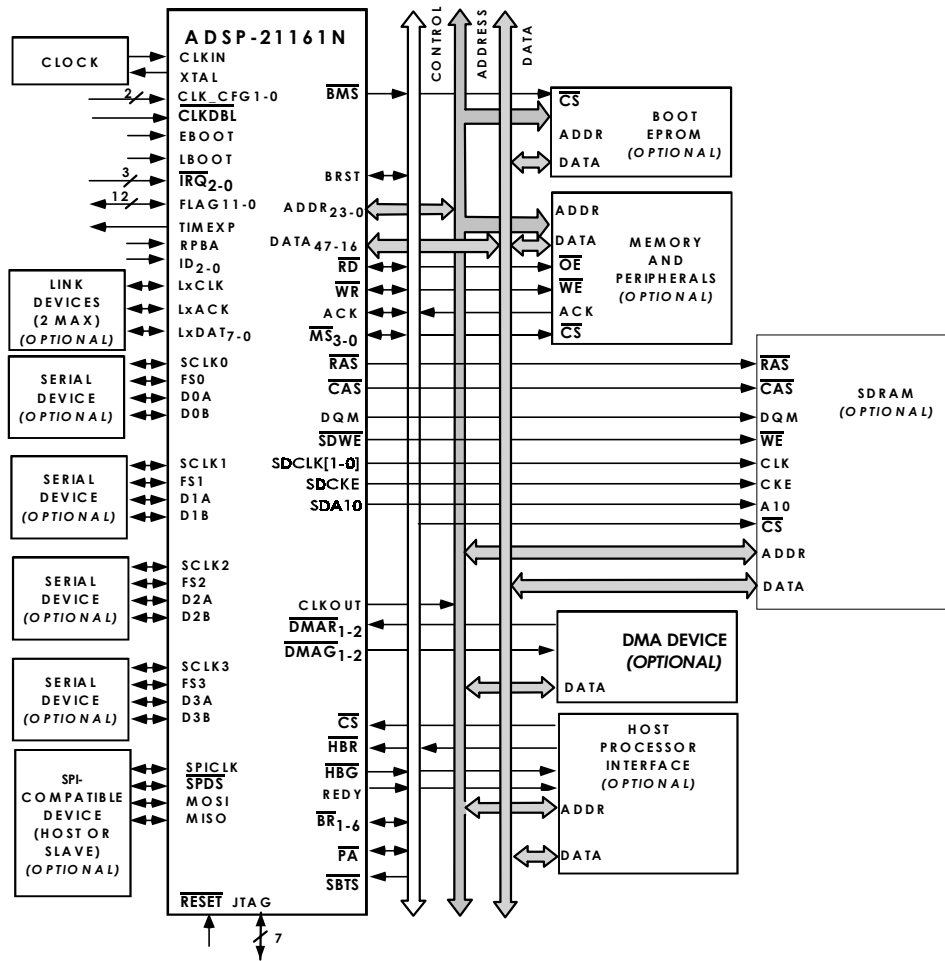 ADSP-21161N
CLOCK
CLKIN
XTAL
2
CLK_CFG1-0
CLKDBL
EBOOT
LBOOT
3
IRQ2-0
12
FLAG11-0
TIMEXP
RPBA
ID2-0
LINK
DEVICES
(2 MAX)
(OPTIONAL)
LxCLK
LxACK
LxDAT7-0
SERIAL
DEVICE
(OPTIONAL)
SCLK0
FS0
D0A
D0B
SERIAL
DEVICE
(OPTIONAL)
SCLK1
FS1
D1A
D1B
SERIAL
DEVICE
(OPTIONAL)
SCLK2
FS2
D2A
D2B
SERIAL
DEVICE
(OPTIONAL)
SCLK3
FS3
D3A
D3B
SPI-
COMPATIBLE
DEVICE
(HOST OR
SLAVE)
(OPTIONAL)
SPICLK
SPDS
MOSI
MISO
RESET JTAG
7
BMS
BRST
ADDR23-0
DATA47-16
RD
WR
ACK
MS3-0
RAS
CAS
DQM
SDWE
SDCLK[1-0]
SDCKE
SDA10
CLKOUT
DMAR1-2
DMAG1-2
CS
HBR
HBG
REDY
BR1-6
PA
SBTS
CONTROL
ADDRESS
DATA
CS
ADDR
DATA
BOOT
EPROM
(OPTIONAL)
ADDR
DATA
OE
WE
ACK
CS
MEMORY
AND
PERIPHERALS
(OPTIONAL)
RAS
CAS
DQM
WE
CLK
CKE
A10
CS
ADDR
DATA
SDRAM
(OPTIONAL)
DMA DEVICE
(OPTIONAL)
DATA
HOST
PROCESSOR
INTERFACE
(OPTIONAL)
ADDR
DATA